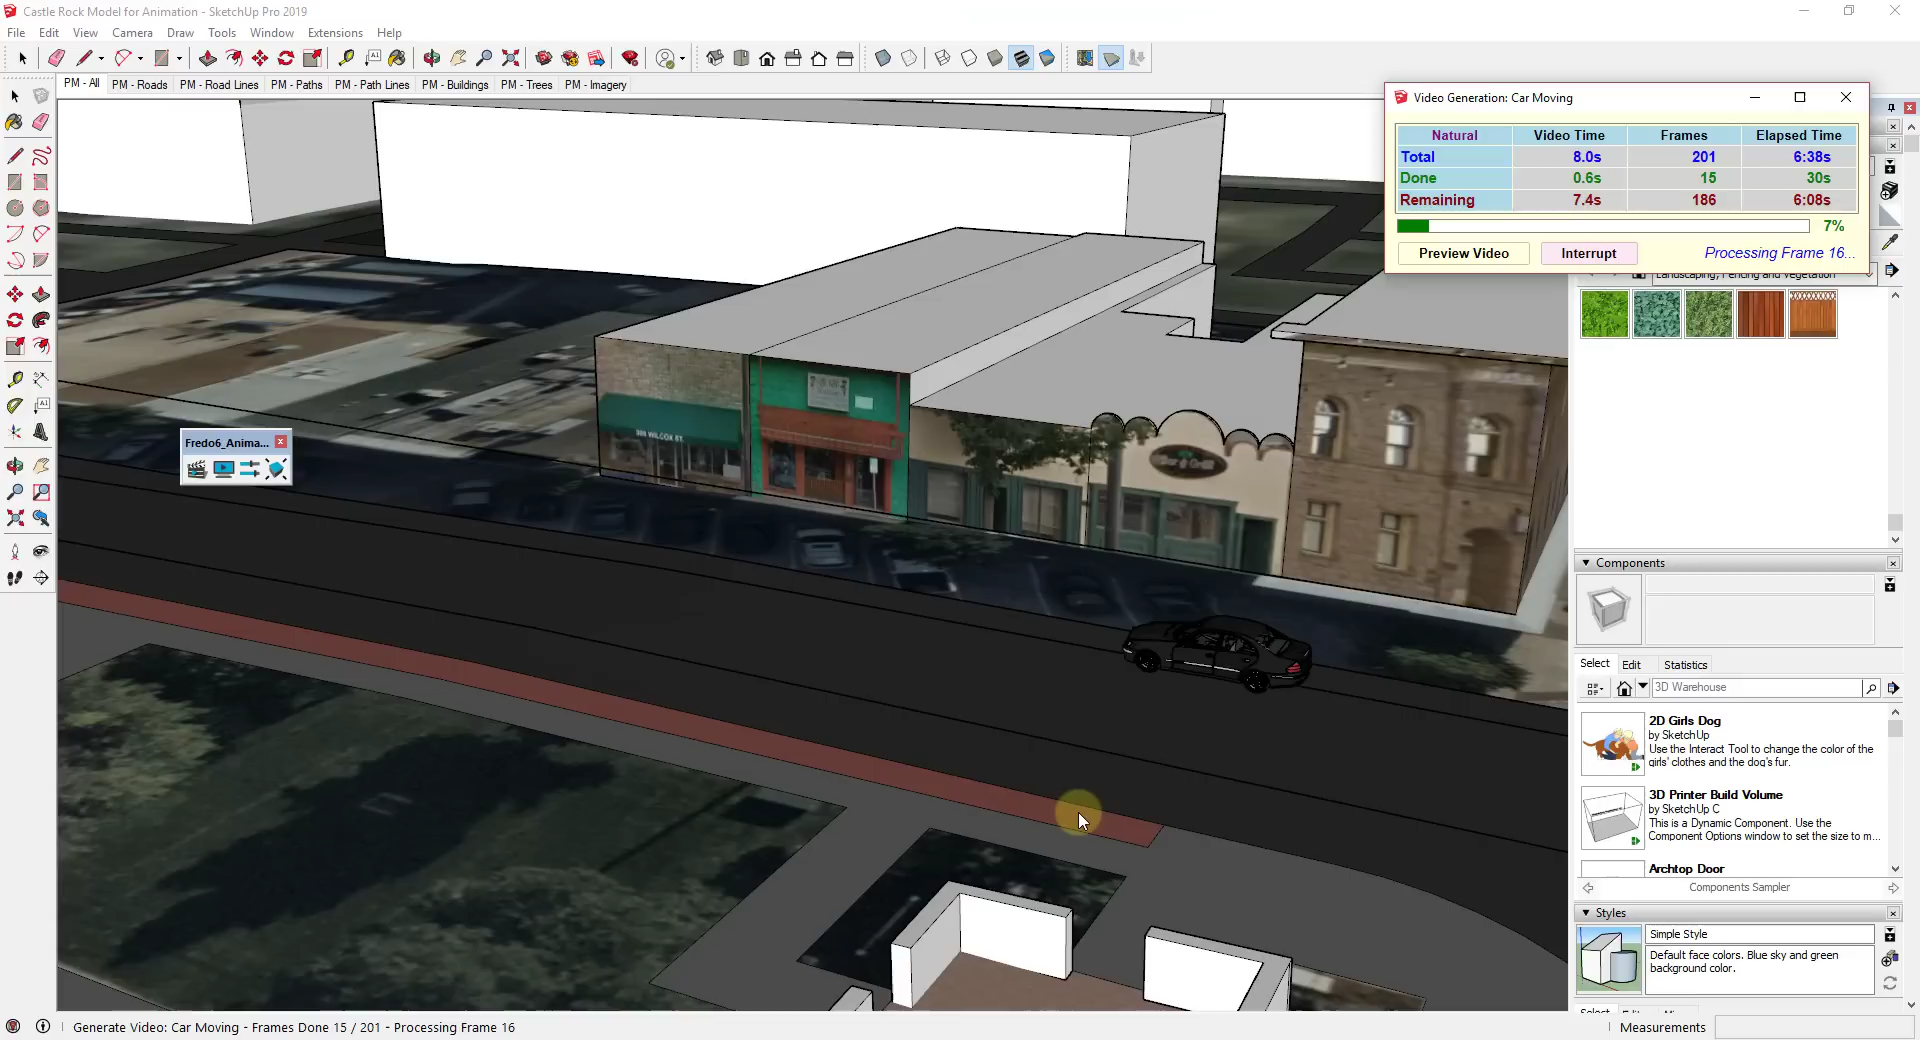 Castle Rock Model for Animation - SketchUp Pro 2019
File Edit View Camera Draw Tools Window Extensions Help
PM - All PM - Roads PM - Road Lines PM - Paths PM - Path Lines PM - Buildings PM - Trees PM - Imagery
Video Generation: Car Moving
Natural Video Time Frames Elapsed Time
Total 8.0s 201 6:38s
Done 0.6s 15 30s
Remaining 7.4s 186 6:08s
7%
Preview Video Interrupt Processing Frame 16...
Landscaping, Fencing and Vegetation
Fredo6_Anima...
Components
Select Edit Statistics
3D Warehouse
2D Girls Dog
by SketchUp
Use the Interact Tool to change the color of the
girls' clothes and the dog's fur.
3D Printer Build Volume
by SketchUp C
This is a Dynamic Component. Use the
Component Options window to set the size to m...
Archtop Door
Components Sampler
Styles
Simple Style
Default face colors. Blue sky and green
background color.
Select
Generate Video: Car Moving - Frames Done 15 / 201 - Processing Frame 16
Measurements